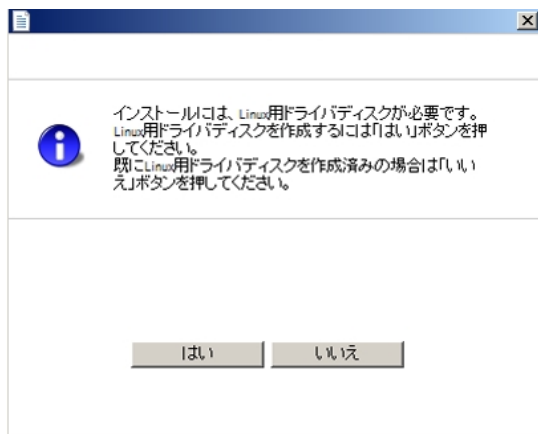 インストールには、Linux用ドライバディスクが必要です。
Linux用ドライバディスクを作成するには「はい」ボタンを押
してください。
既にLinux用ドライバディスクを作成済みの場合は「いい
え」ボタンを押してください。
はい
いいえ